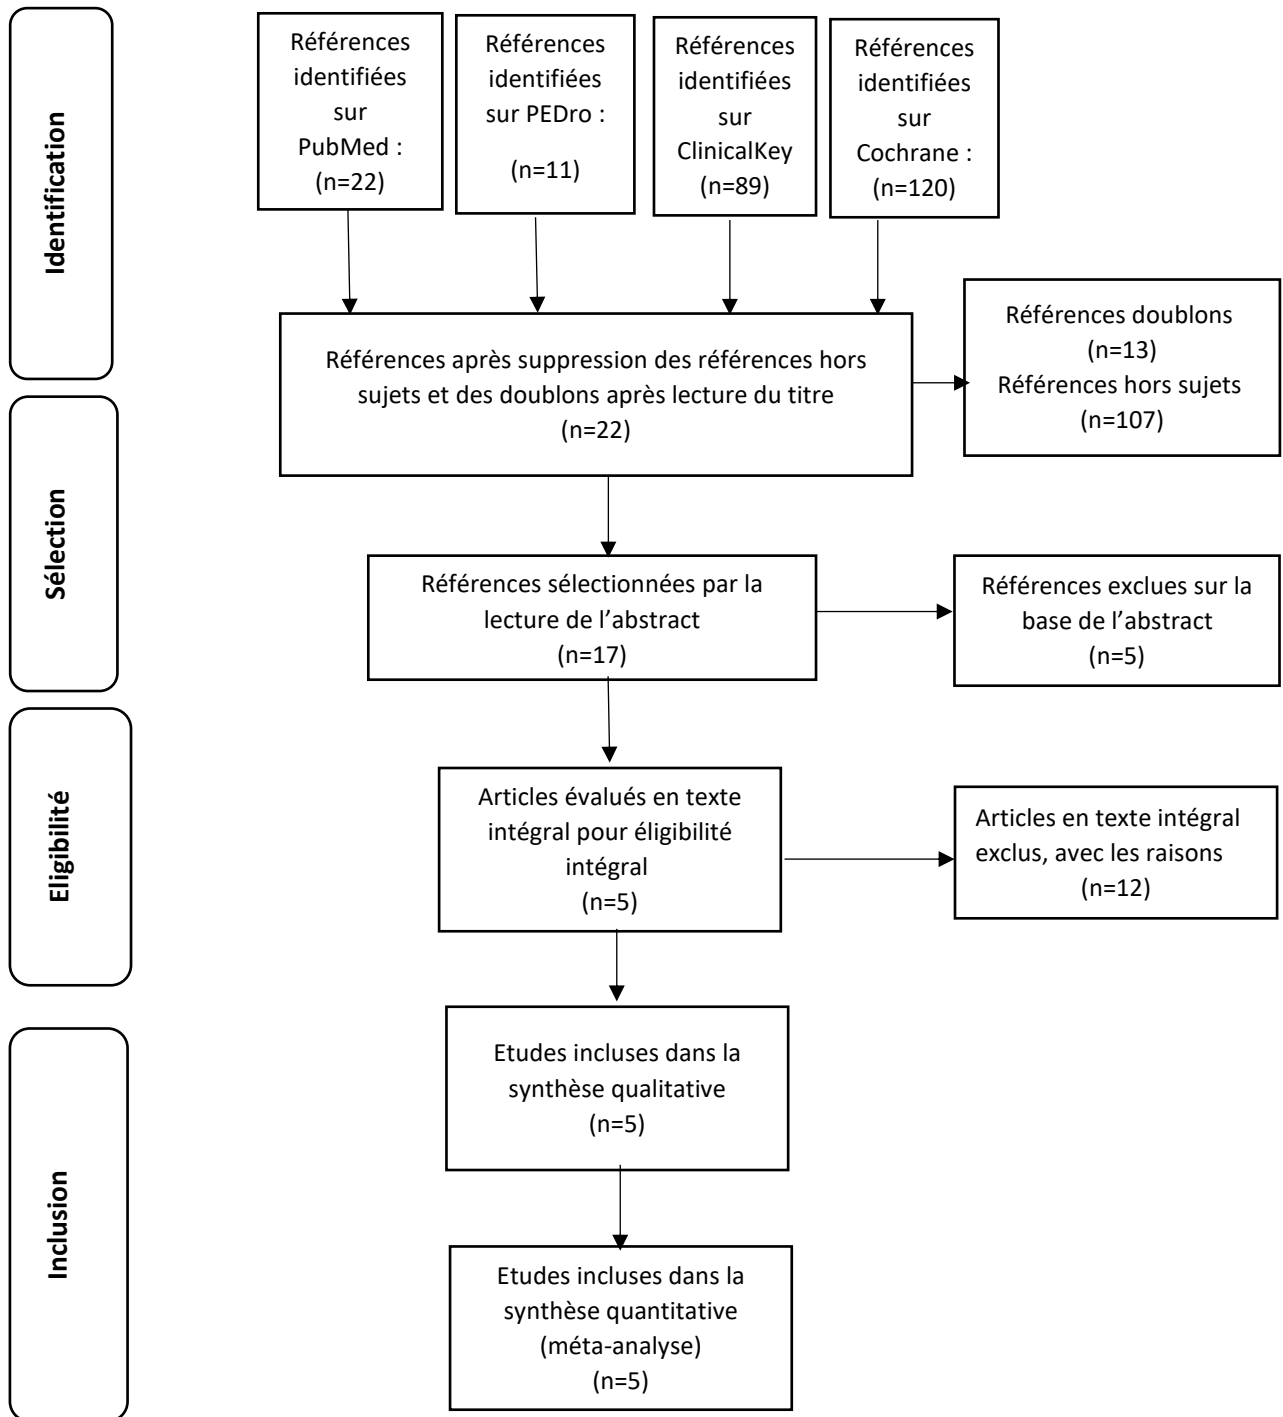 Identification
Références
identifiées
sur
PubMed :
(n=22)
Références
identifiées
sur PEDro :
(n=11)
Références
identifiées
sur
ClinicalKey
(n=89)
Références
identifiées
sur
Cochrane :
(n=120)
Références après suppression des références hors
sujets et des doublons après lecture du titre
(n=22)
Références doublons
(n=13)
Références hors sujets
(n=107)
Sélection
Références sélectionnées par la
lecture de l’abstract
(n=17)
Références exclues sur la
base de l’abstract
(n=5)
Eligibilité
Articles évalués en texte
intégral pour éligibilité
intégral
(n=5)
Articles en texte intégral
exclus, avec les raisons
(n=12)
Inclusion
Etudes incluses dans la
synthèse qualitative
(n=5)
Etudes incluses dans la
synthèse quantitative
(méta-analyse)
(n=5)